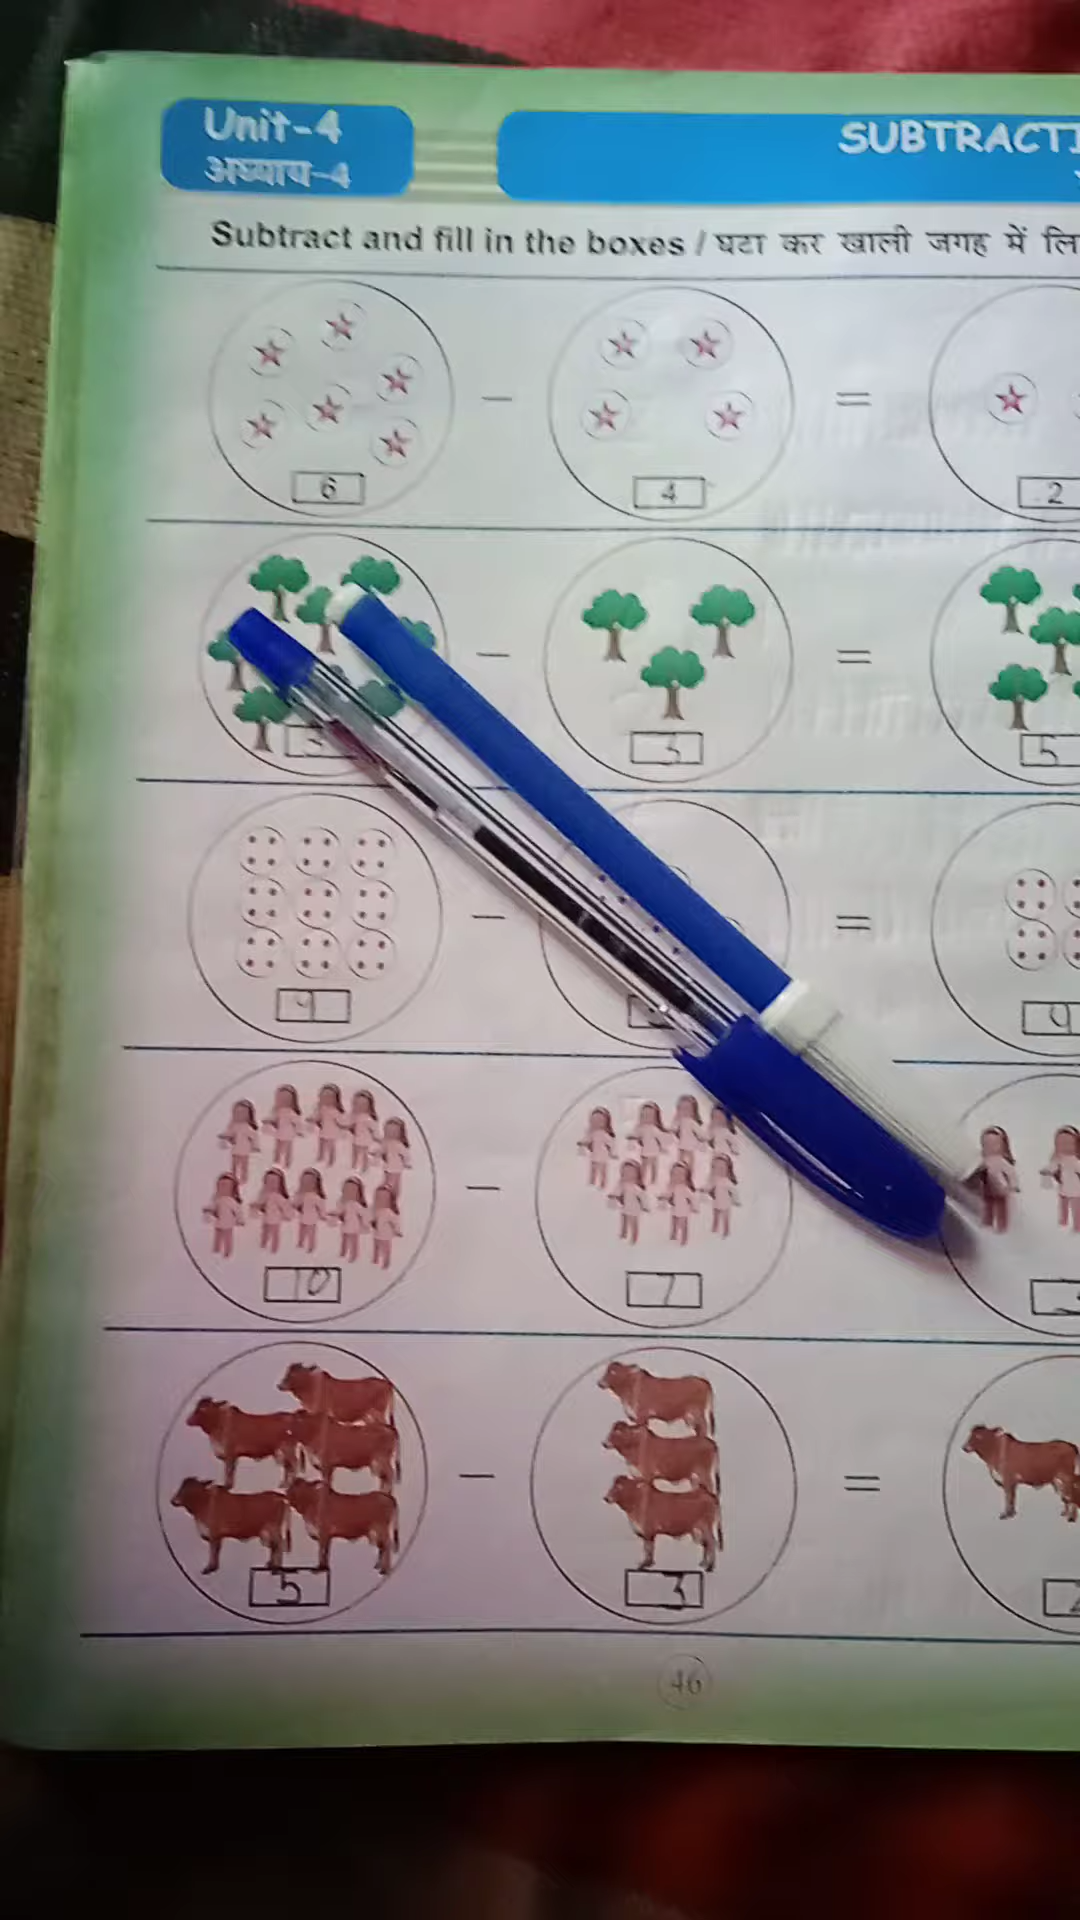 Unit-4
अध्याय-4
SUBTRACTI
Subtract and fill in the boxes / घटा कर खाली जगह में लि
6 − 4 = 2
− 3 = 5
9 − =
10 − 7
5 − 3 =
46